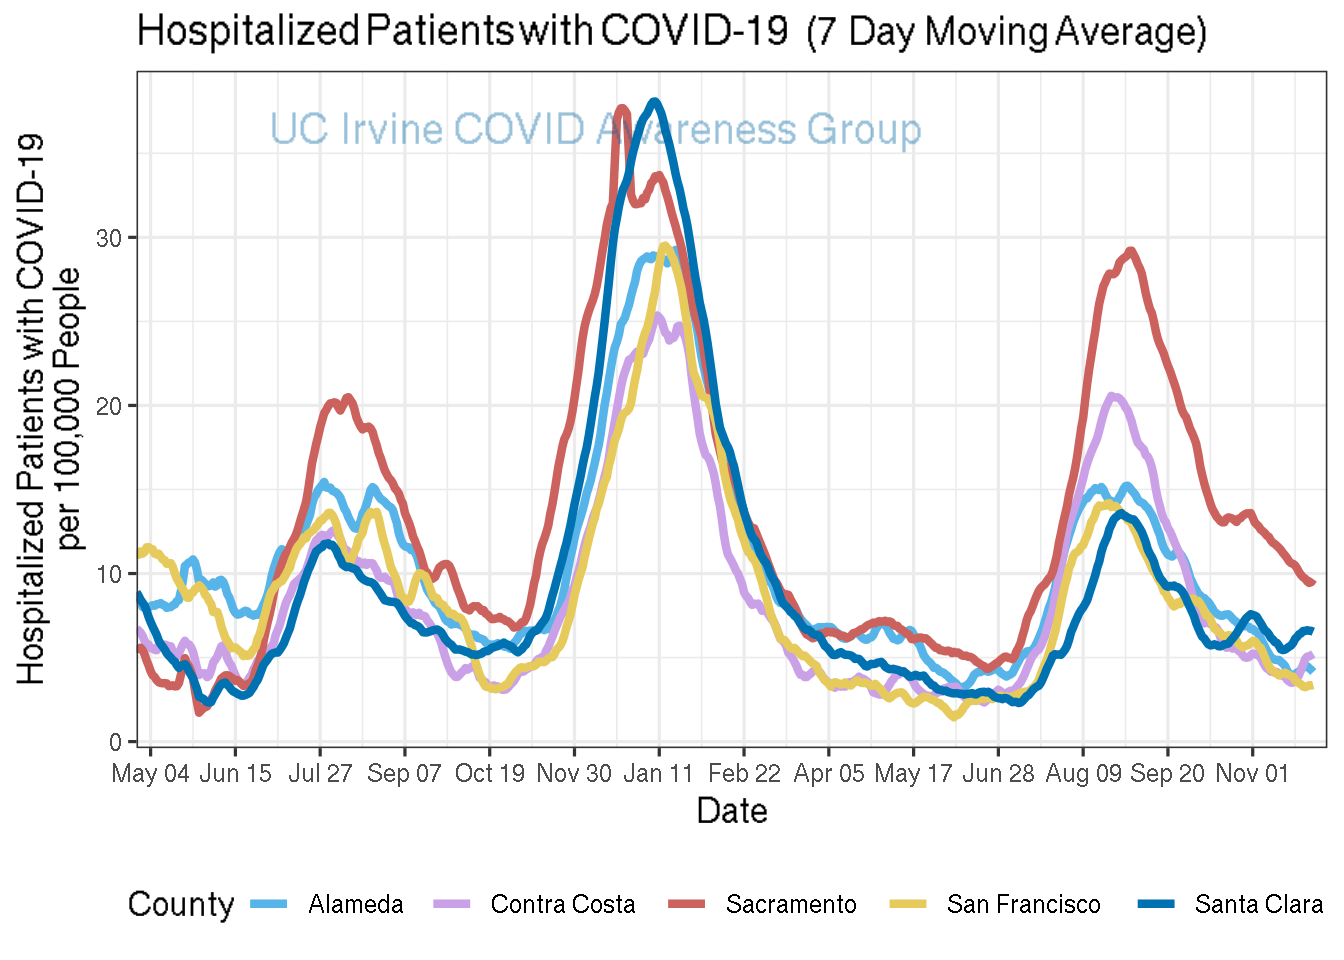 Hospitalized Patients with COVID-19 (7 Day Moving Average)
UC Irvine COVID Awareness Group
Hospitalized Patients with COVID-19
per 100,000 People
30
20
10
0
May 04 Jun 15 Jul 27 Sep 07 Oct 19 Nov 30 Jan 11 Feb 22 Apr 05 May 17 Jun 28 Aug 09 Sep 20 Nov 01
Date
County Alameda Contra Costa Sacramento San Francisco Santa Clara